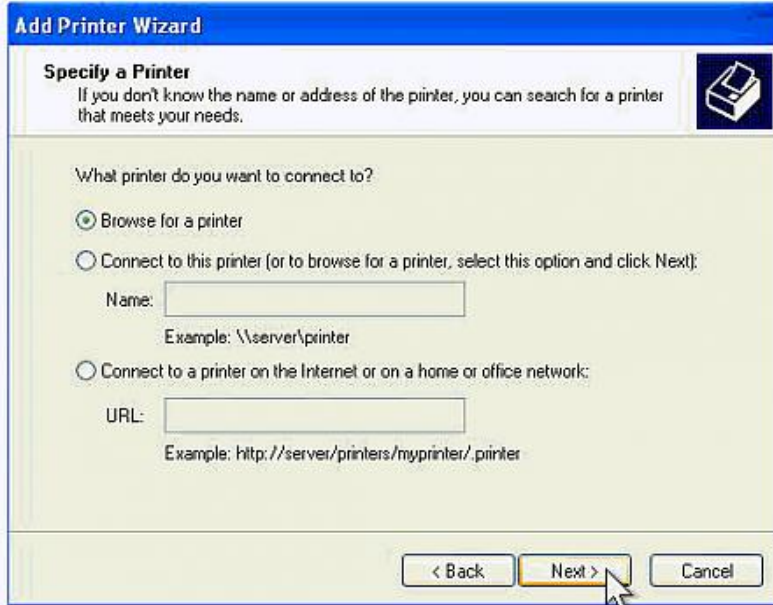 Add Printer Wizard
Specify a Printer
If you don't know the name or address of the printer, you can search for a printer
that meets your needs.
What printer do you want to connect to?
Browse for a printer
Connect to this printer (or to browse for a printer, select this option and click Next):
Name:
Example: \\server\printer
Connect to a printer on the Internet or on a home or office network:
URL:
Example: http://server/printers/myprinter/.printer
< Back Next > Cancel